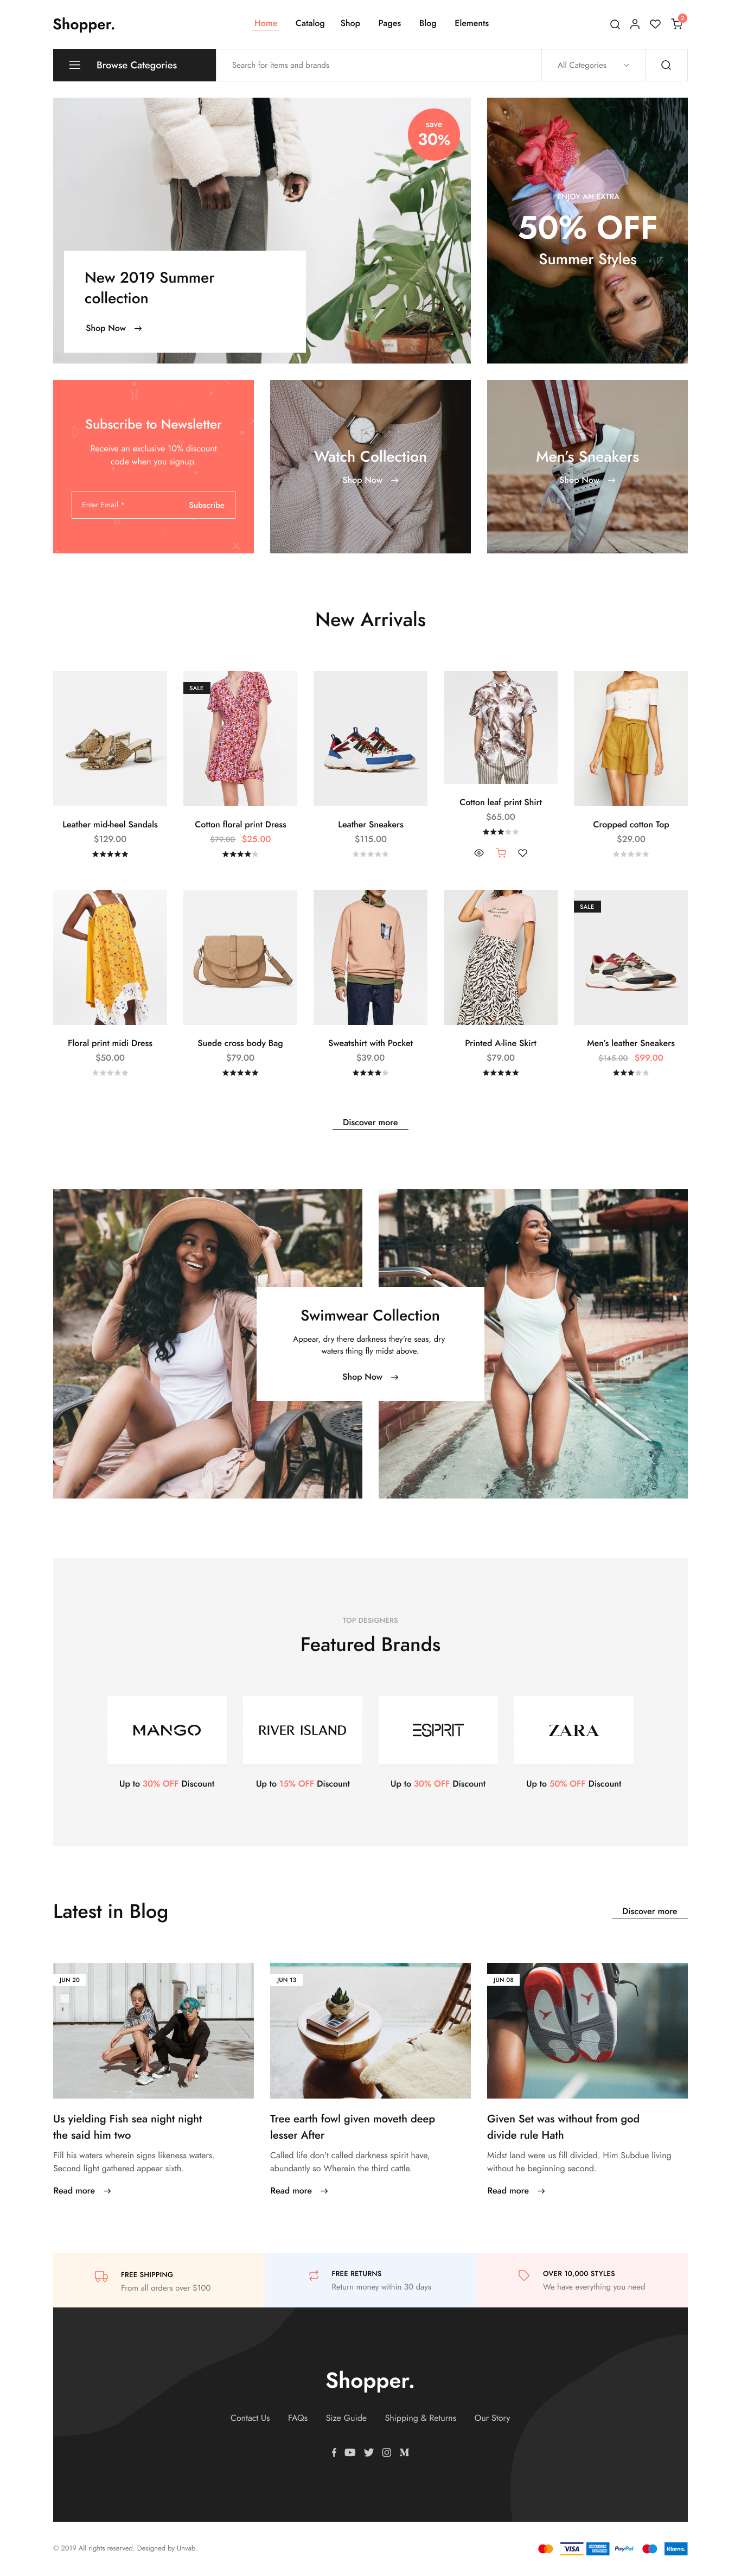 Shopper.
Home Catalog Shop Pages Blog Elements
2
Browse Categories
Search for items and brands
All Categories
save
30%
New 2019 Summer
collection
Shop Now
ENJOY AN EXTRA
50% OFF
Summer Styles
Subscribe to Newsletter
Receive an exclusive 10% discount
code when you signup.
Enter Email *
Subscribe
Watch Collection
Shop Now
Men's Sneakers
Shop Now
New Arrivals
Leather mid-heel Sandals
$129.00
SALE
Cotton floral print Dress
$79.00 $25.00
Leather Sneakers
$115.00
Cotton leaf print Shirt
$65.00
Cropped cotton Top
$29.00
Floral print midi Dress
$50.00
Suede cross body Bag
$79.00
Sweatshirt with Pocket
$39.00
Printed A-line Skirt
$79.00
SALE
Men's leather Sneakers
$145.00 $99.00
Discover more
Swimwear Collection
Appear, dry there darkness they're seas, dry
waters thing fly midst above.
Shop Now
TOP DESIGNERS
Featured Brands
MANGO
Up to 30% OFF Discount
RIVER ISLAND
Up to 15% OFF Discount
ESPRIT
Up to 30% OFF Discount
ZARA
Up to 50% OFF Discount
Latest in Blog
Discover more
JUN 20
Us yielding Fish sea night night
the said him two
Fill his waters wherein signs likeness waters.
Second light gathered appear sixth.
Read more
JUN 13
Tree earth fowl given moveth deep
lesser After
Called life don't called darkness spirit have,
abundantly so Wherein the third cattle.
Read more
JUN 08
Given Set was without from god
divide rule Hath
Midst land were us fill divided. Him Subdue living
without he beginning second.
Read more
FREE SHIPPING
From all orders over $100
FREE RETURNS
Return money within 30 days
OVER 10,000 STYLES
We have everything you need
Shopper.
Contact Us FAQs Size Guide Shipping & Returns Our Story
© 2019 All rights reserved. Designed by Unvab.
VISA
AMERICAN EXPRESS
PayPal
Klarna.